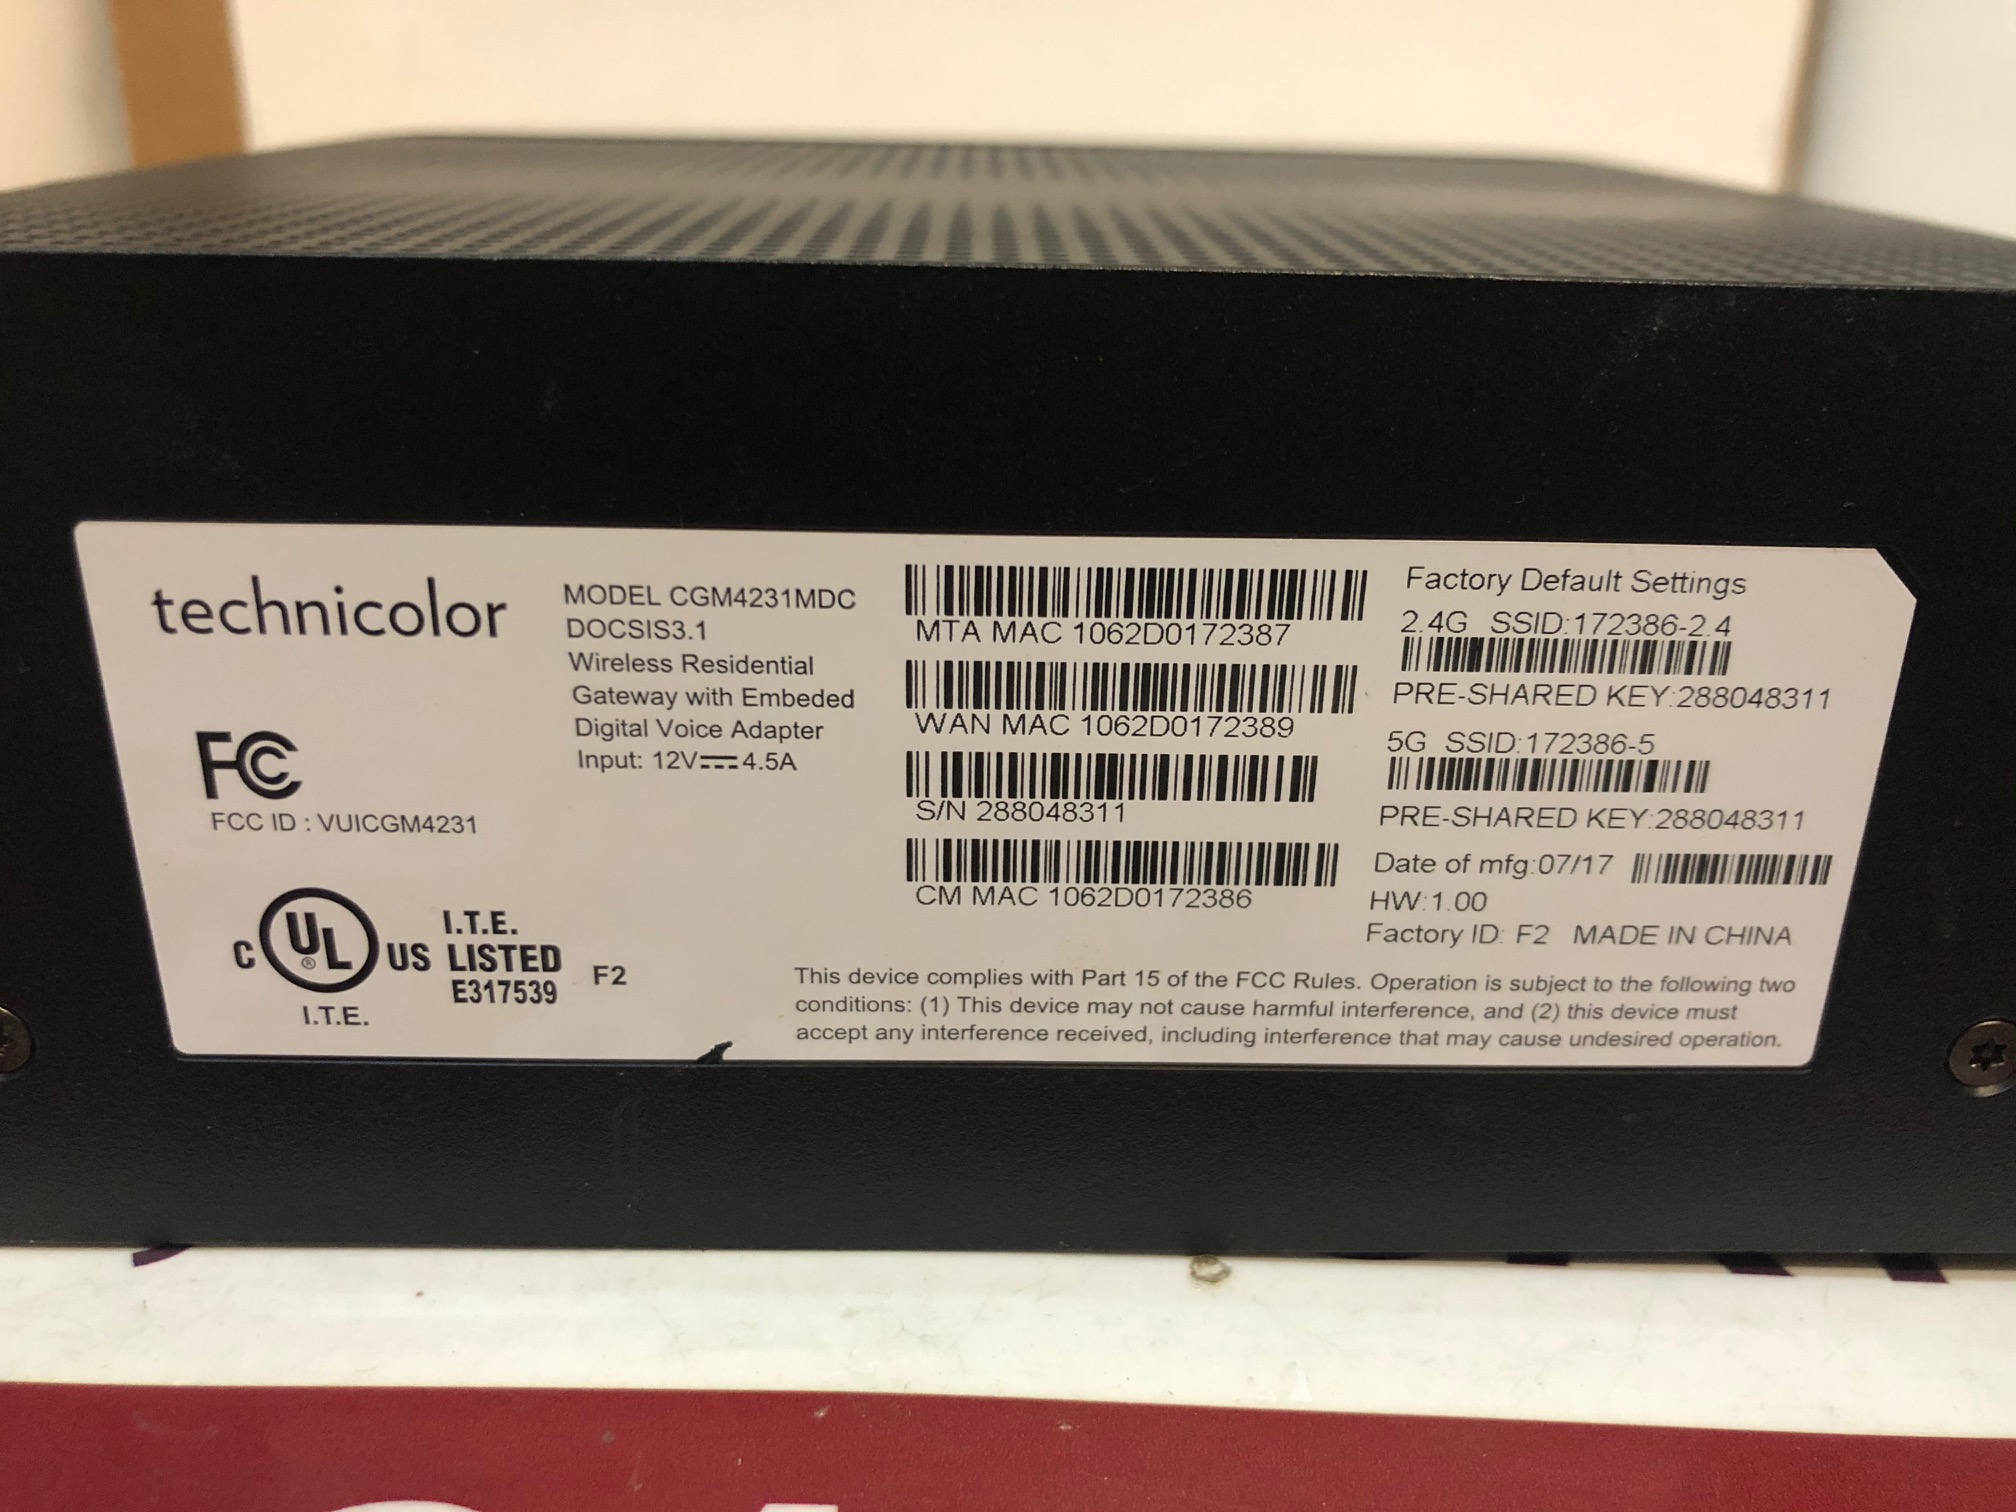 technicolor
FCC ID : VUICGM4231
C UL ® US
I.T.E.
I.T.E.
LISTED
E317539
F2
MODEL CGM4231MDC
DOCSIS3.1
Wireless Residential
Gateway with Embeded
Digital Voice Adapter
Input: 12V⎓4.5A
MTA MAC 1062D0172387
WAN MAC 1062D0172389
S/N 288048311
CM MAC 1062D0172386
Factory Default Settings
2.4G SSID:172386-2.4
PRE-SHARED KEY:288048311
5G SSID:172386-5
PRE-SHARED KEY:288048311
Date of mfg:07/17
HW:1.00
Factory ID: F2 MADE IN CHINA
This device complies with Part 15 of the FCC Rules. Operation is subject to the following two
conditions: (1) This device may not cause harmful interference, and (2) this device must
accept any interference received, including interference that may cause undesired operation.